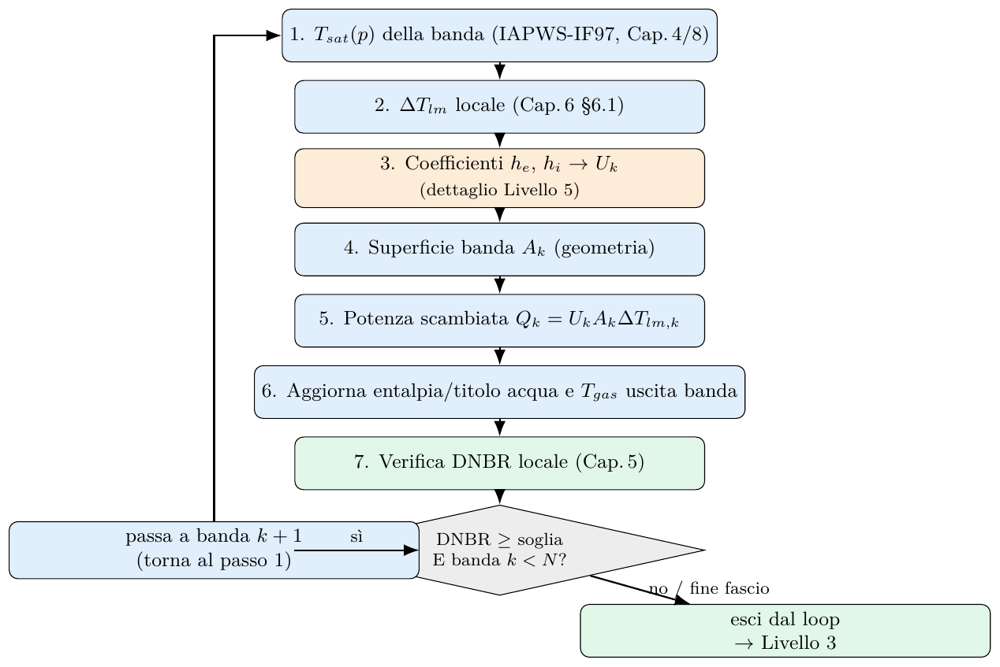 1. T_sat(p) della banda (IAPWS-IF97, Cap. 4/8)
2. ΔT_lm locale (Cap. 6 §6.1)
3. Coefficienti h_e, h_i → U_k
(dettaglio Livello 5)
4. Superficie banda A_k (geometria)
5. Potenza scambiata Q_k = U_k A_k ΔT_lm,k
6. Aggiorna entalpia/titolo acqua e T_gas uscita banda
7. Verifica DNBR locale (Cap. 5)
passa a banda k + 1
(torna al passo 1)
sì
DNBR ≥ soglia
E banda k < N?
no / fine fascio
esci dal loop
→ Livello 3